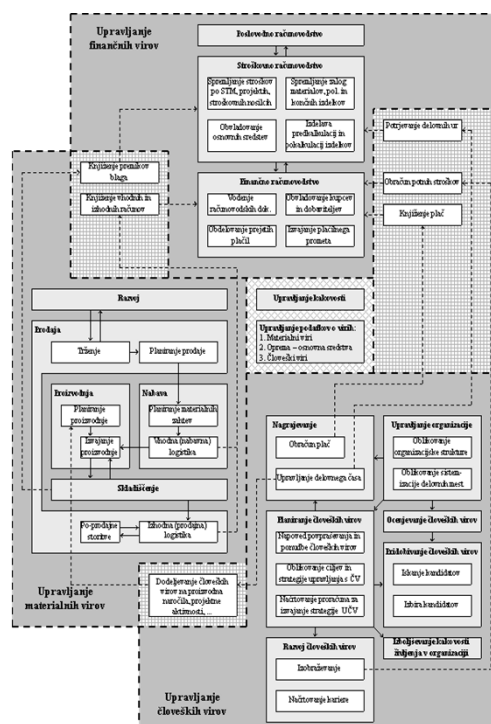 Upravljanje
finančnih virov
Poslovodno računovodstvo
Stroškovno računovodstvo
Spremljanje stroškov
po STM, projektih,
stroškovnih nosilcih
Spremljanje zalog
materialov, pol. in
končnih izdelkov
Obvladovanje
osnovnih sredstev
Izdelava
predkalkulacij in
pokalkulacij izdelkov
Finančno računovodstvo
Vodenje
računovodskih dok.
Obvladovanje kupcev
in dobaviteljev
Obdelovanje prejetih
plačil
Izvajanje plačilnega
prometa
Potrjevanje delovnih ur
Obračun potnih stroškov
Knjiženje plač
Knjiženje premikov
blaga
Knjiženje vhodnih in
izhodnih računov
Razvoj
Prodaja
Trženje
Planiranje prodaje
Proizvodnja
Planiranje
proizvodnje
Izvajanje
proizvodnje
Nabava
Planiranje materialnih
zahtev
Vhodna (nabavna)
logistika
Skladiščenje
Po-prodajne
storitve
Izhodna (prodajna)
logistika
Upravljanje
materialnih virov
Upravljanje kakovosti
Upravljanje podatkov o virih:
1. Materialni viri
2. Oprema – osnovna sredstva
3. Človeški viri
Nagrajevanje
Obračun plač
Upravljanje delovnega časa
Upravljanje organizacije
Oblikovanje
organizacijske strukture
Oblikovanje sistem-
izacije delovnih mest
Planiranje človeških virov
Napoved povpraševanja in
ponudbe človeških virov
Oblikovanje ciljev in
strategije upravljanja s ČV
Načrtovanje proračuna za
izvajanje strategije UČV
Ocenjevanje človeških virov
Pridobivanje človeških virov
Iskanje kandidatov
Izbira kandidatov
Izboljševanje kakovosti
življenja v organizaciji
Razvoj človeških virov
Izobraževanje
Načrtovanje kariere
Dodeljevanje človeških
virov na proizvodna
naročila, projektne
aktivnosti, ...
Upravljanje
človeških virov